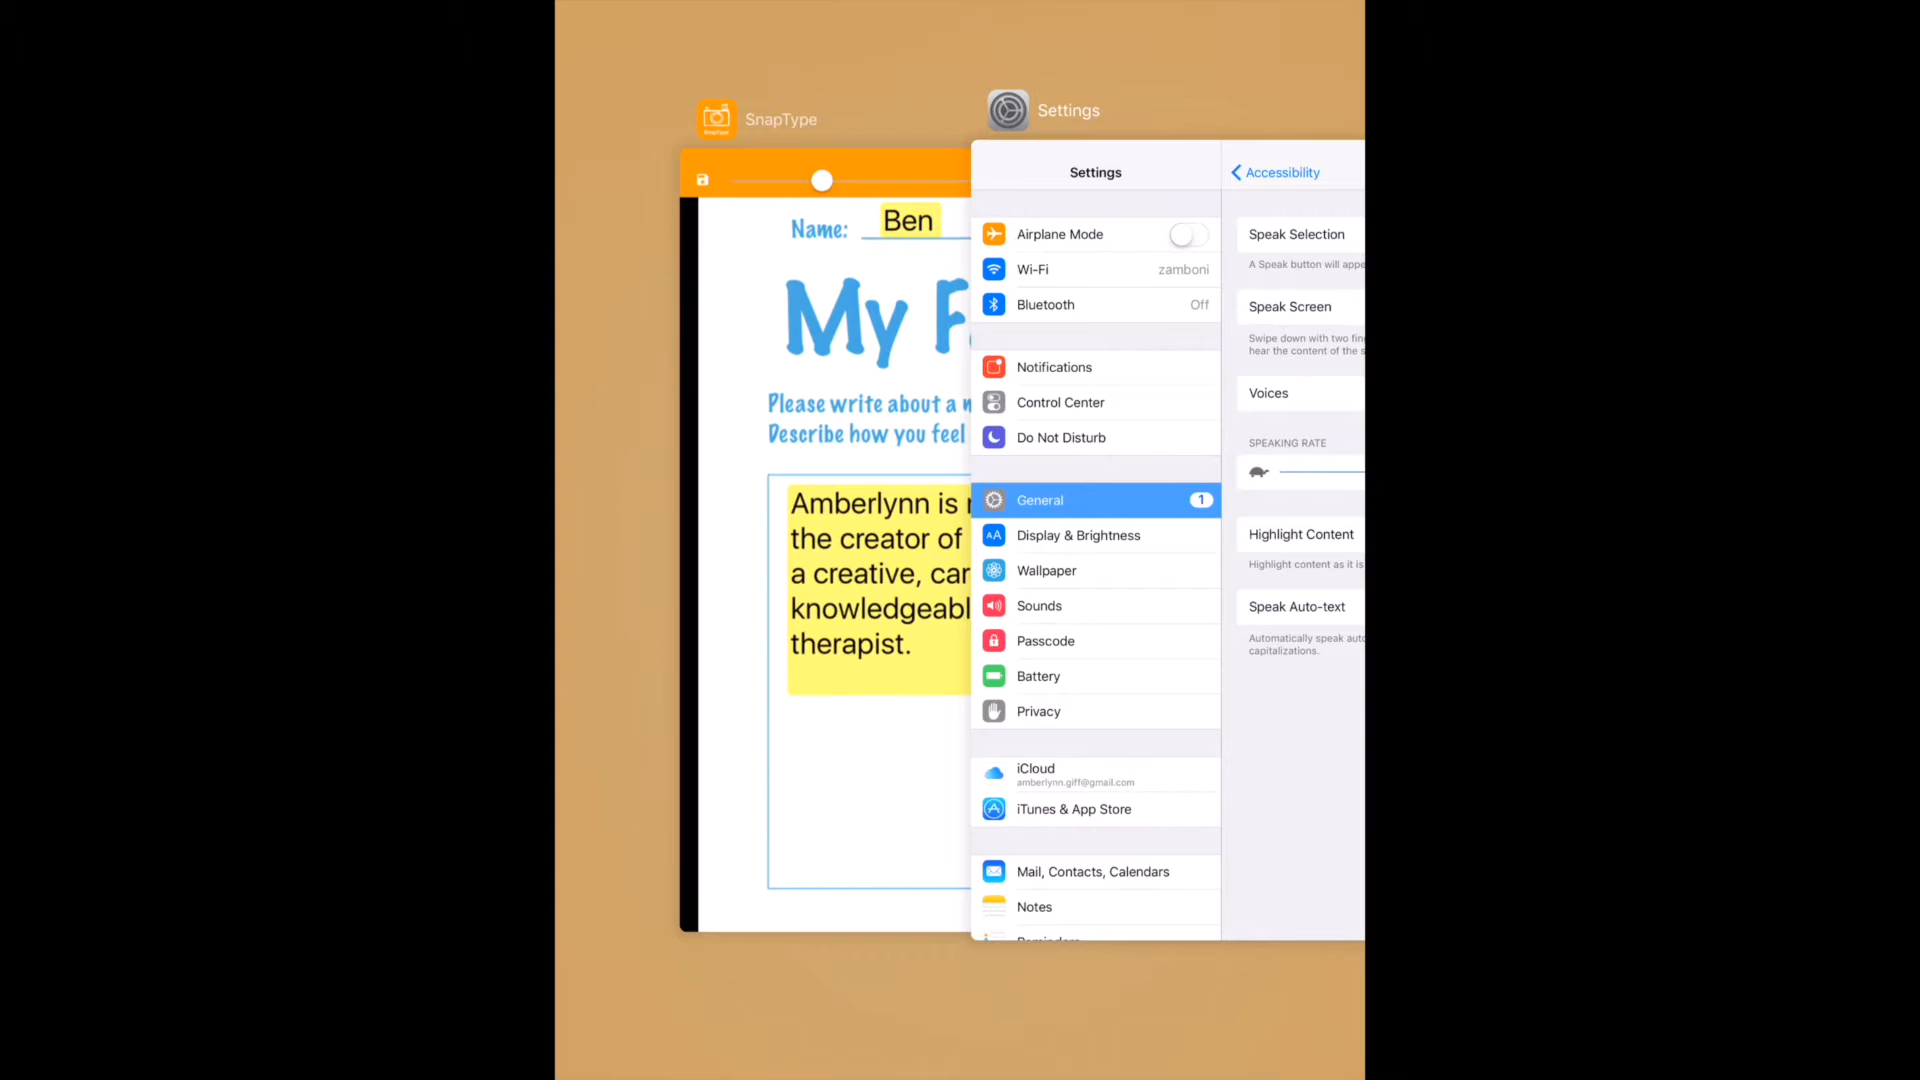 SnapType
Name: Ben
My F
Please write about a
Describe how you feel
Amberlynn is
the creator of
a creative, car
knowledgeabl
therapist.
Settings
Settings
Airplane Mode
Wi-Fi zamboni
Bluetooth Off
Notifications
Control Center
Do Not Disturb
General 1
AA Display & Brightness
Wallpaper
Sounds
Passcode
Battery
Privacy
iCloud
amberlynn.giff@gmail.com
iTunes & App Store
Mail, Contacts, Calendars
Notes
Reminders
Accessibility
Speak Selection
A Speak button will appe
Speak Screen
Swipe down with two fin
hear the content of the s
Voices
SPEAKING RATE
Highlight Content
Highlight content as it is
Speak Auto-text
Automatically speak auto
capitalizations.